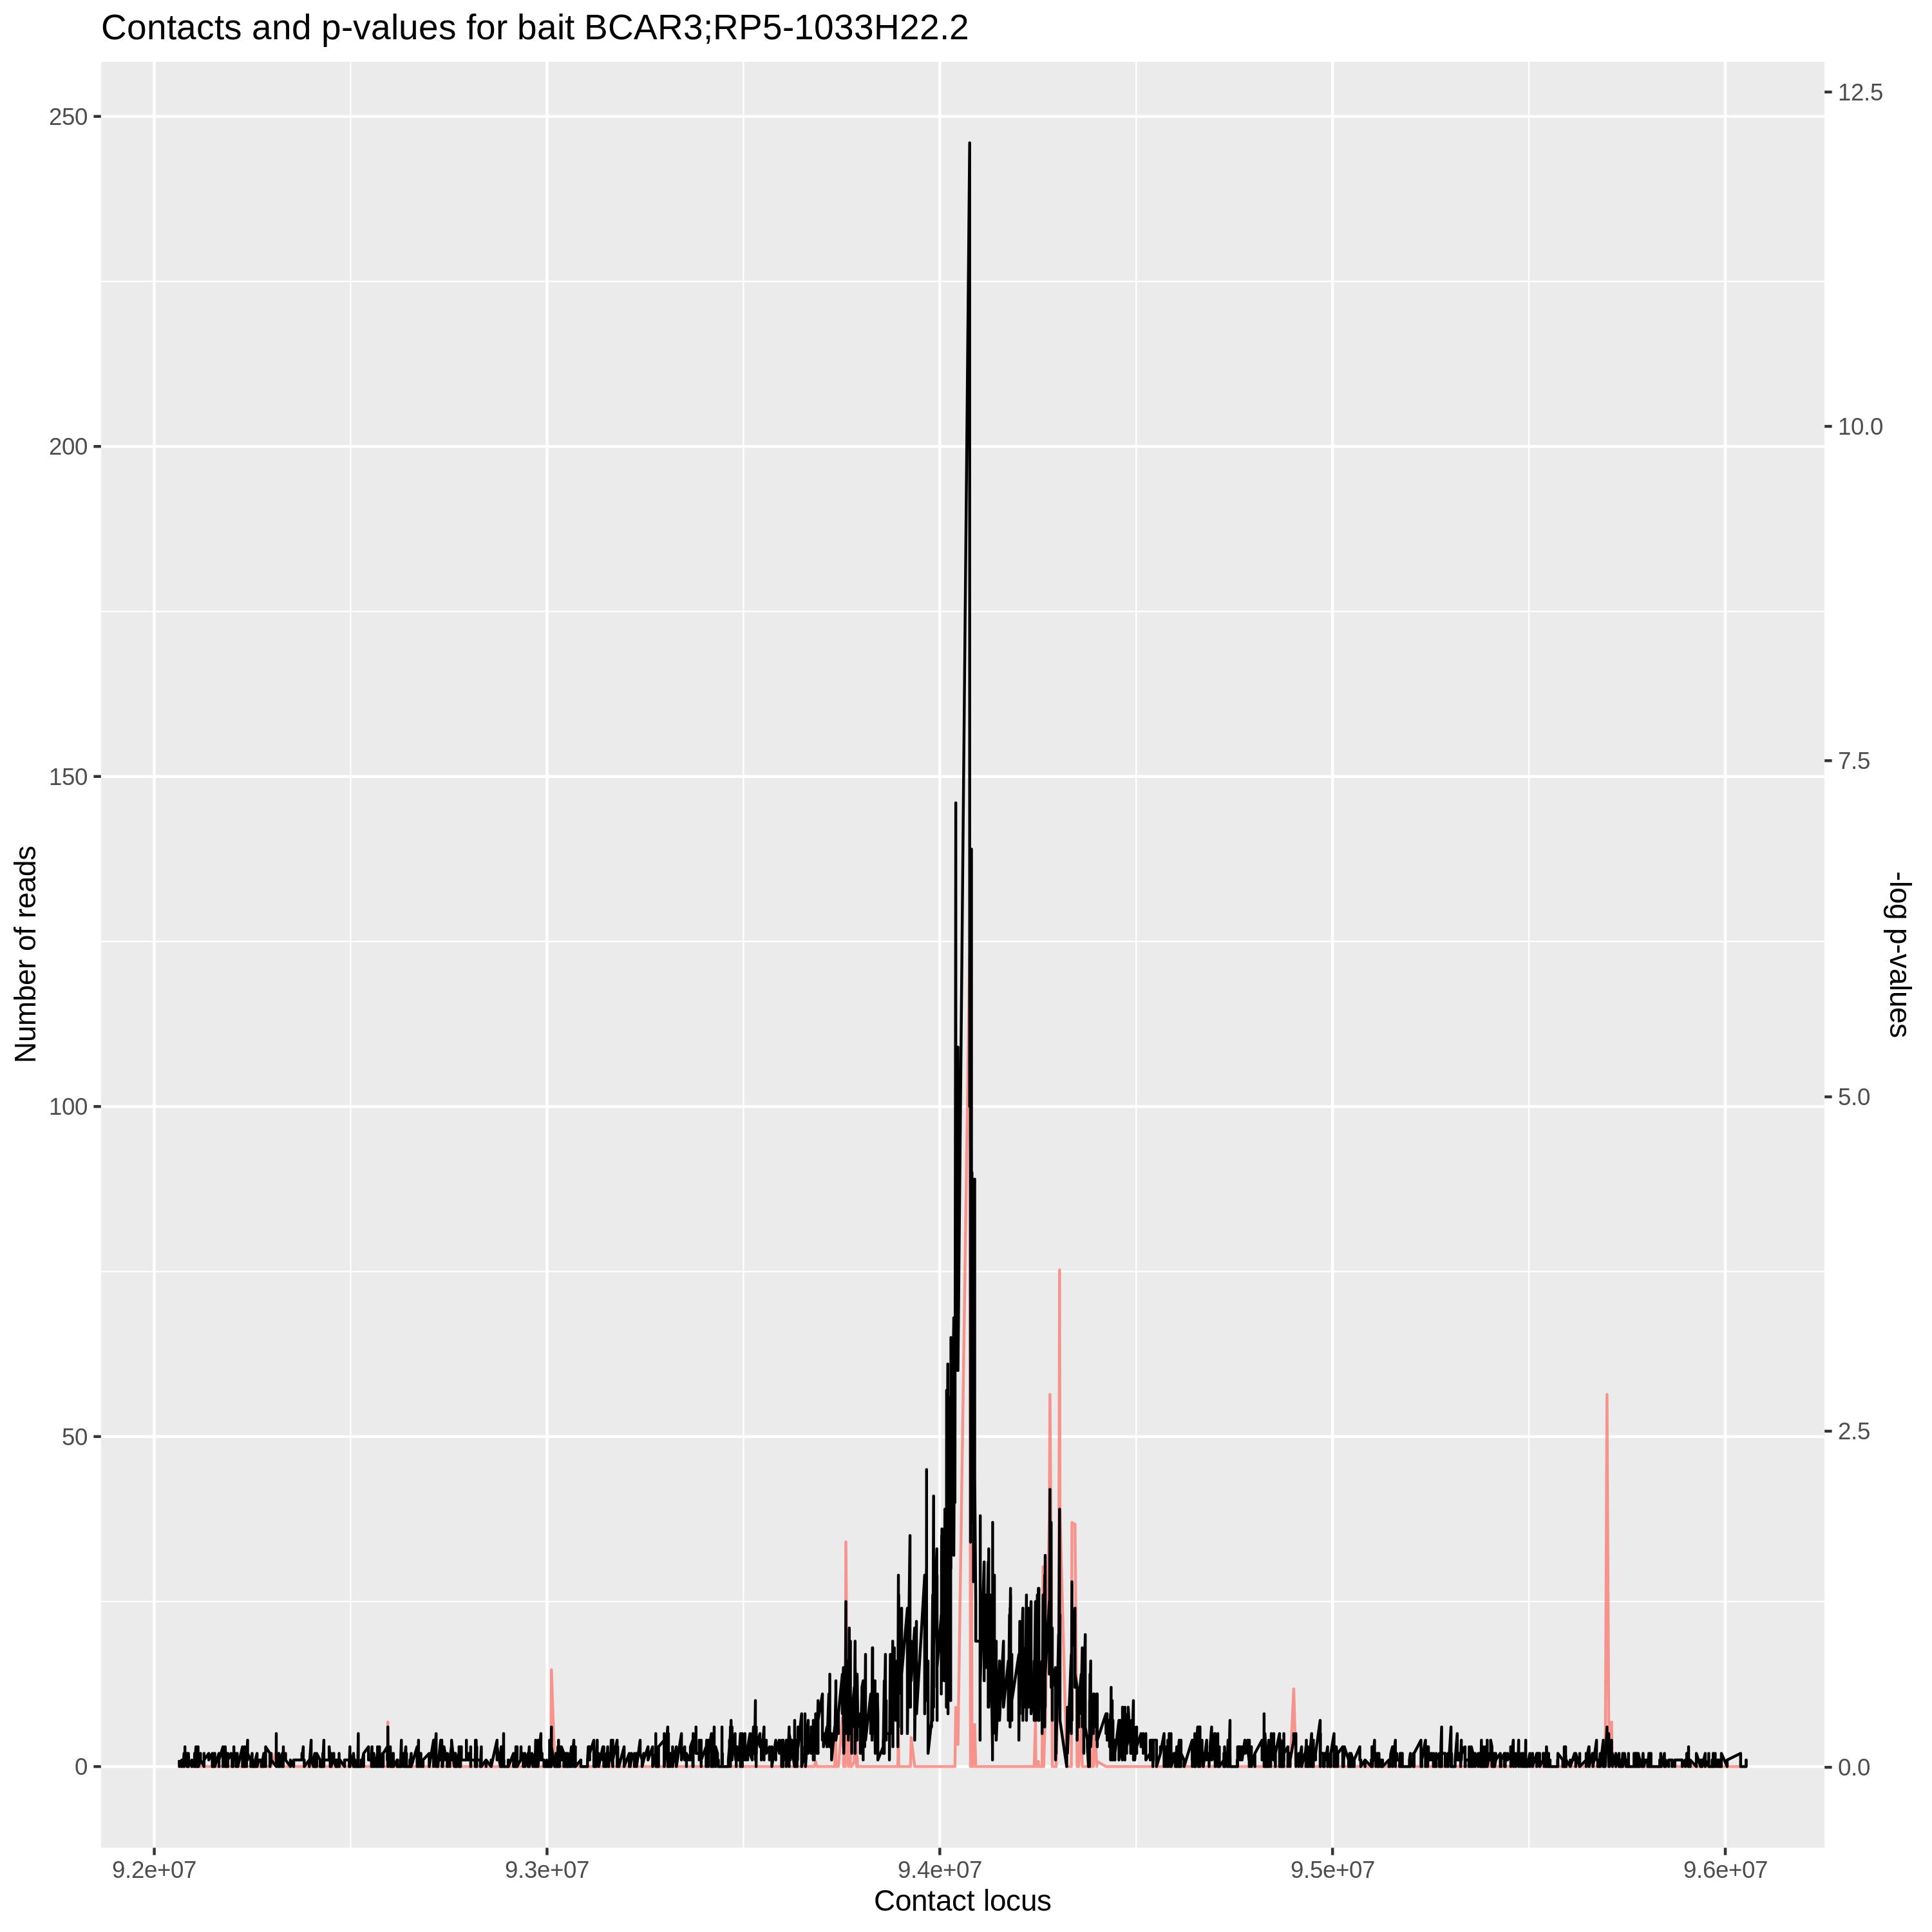 Contacts and p-values for bait BCAR3;RP5-1033H22.2
250
200
150
100
50
0
Number of reads
12.5
10.0
7.5
5.0
2.5
0.0
-log p-values
9.2e+07
9.3e+07
9.4e+07
9.5e+07
9.6e+07
Contact locus